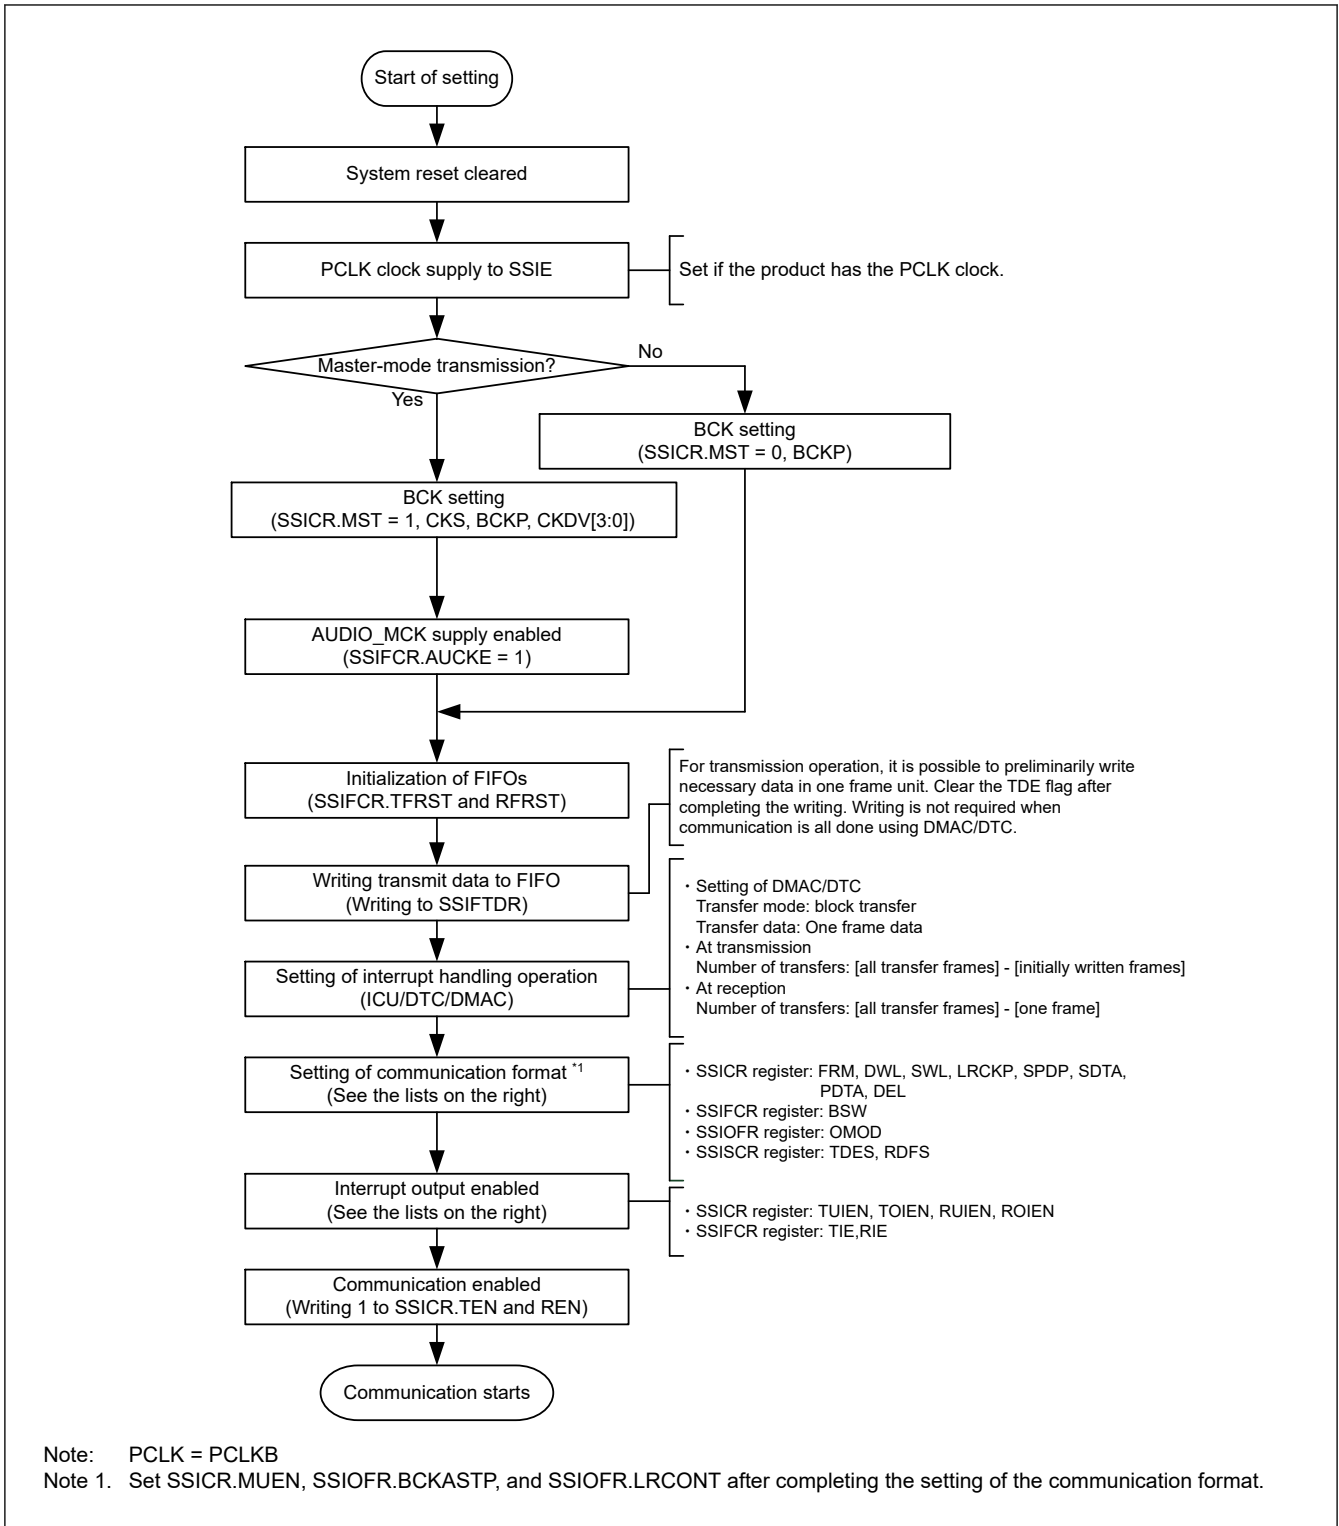 Start of setting
System reset cleared
PCLK clock supply to SSIE
Set if the product has the PCLK clock.
Master-mode transmission?
No
Yes
BCK setting
(SSICR.MST = 0, BCKP)
BCK setting
(SSICR.MST = 1, CKS, BCKP, CKDV[3:0])
AUDIO_MCK supply enabled
(SSIFCR.AUCKE = 1)
Initialization of FIFOs
(SSIFCR.TFRST and RFRST)
For transmission operation, it is possible to preliminarily write
necessary data in one frame unit. Clear the TDE flag after
completing the writing. Writing is not required when
communication is all done using DMAC/DTC.
Writing transmit data to FIFO
(Writing to SSIFTDR)
・Setting of DMAC/DTC
Transfer mode: block transfer
Transfer data: One frame data
・At transmission
Number of transfers: [all transfer frames] - [initially written frames]
・At reception
Number of transfers: [all transfer frames] - [one frame]
Setting of interrupt handling operation
(ICU/DTC/DMAC)
Setting of communication format *1
(See the lists on the right)
・SSICR register: FRM, DWL, SWL, LRCKP, SPDP, SDTA,
PDTA, DEL
・SSIFCR register: BSW
・SSIOFR register: OMOD
・SSISCR register: TDES, RDFS
Interrupt output enabled
(See the lists on the right)
・SSICR register: TUIEN, TOIEN, RUIEN, ROIEN
・SSIFCR register: TIE,RIE
Communication enabled
(Writing 1 to SSICR.TEN and REN)
Communication starts
Note: PCLK = PCLKB
Note 1. Set SSICR.MUEN, SSIOFR.BCKASTP, and SSIOFR.LRCONT after completing the setting of the communication format.